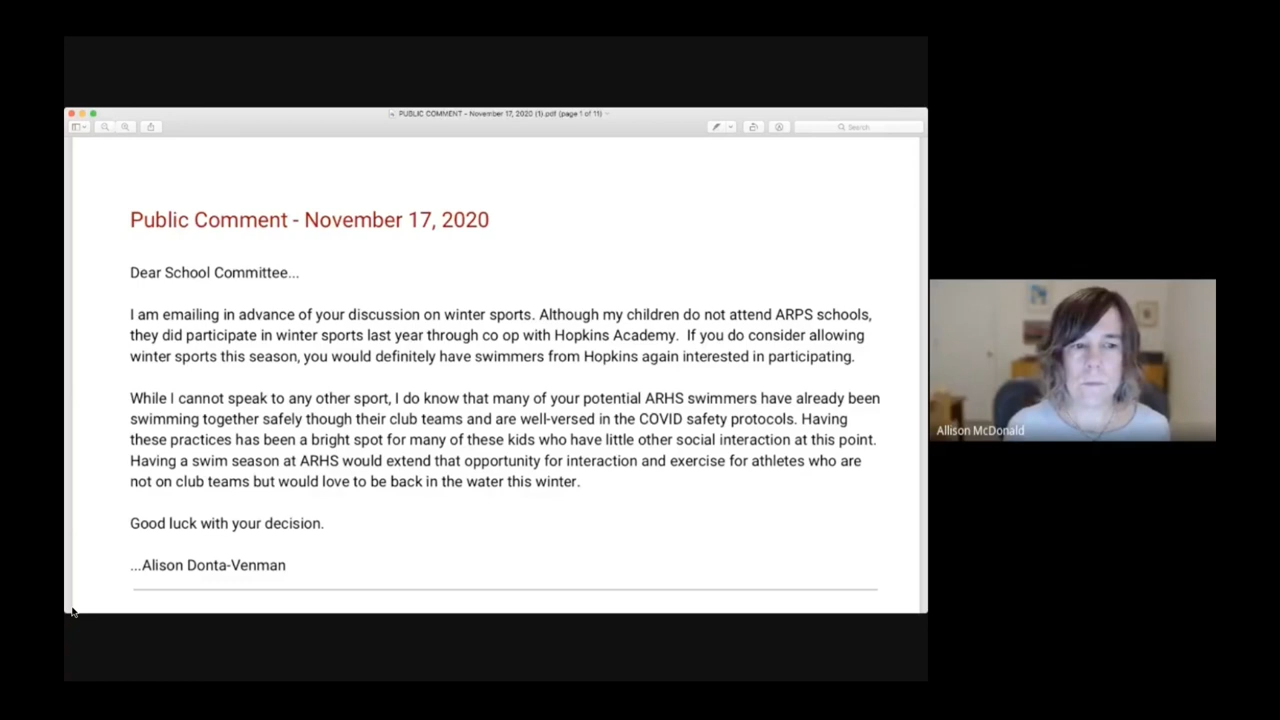 PUBLIC COMMENT - November 17, 2020 (1).pdf (page 1 of 11)
Search
Public Comment - November 17, 2020
Dear School Committee...
I am emailing in advance of your discussion on winter sports. Although my children do not attend ARPS schools,
they did participate in winter sports last year through co op with Hopkins Academy.  If you do consider allowing
winter sports this season, you would definitely have swimmers from Hopkins again interested in participating.
While I cannot speak to any other sport, I do know that many of your potential ARHS swimmers have already been
swimming together safely though their club teams and are well-versed in the COVID safety protocols. Having
these practices has been a bright spot for many of these kids who have little other social interaction at this point.
Having a swim season at ARHS would extend that opportunity for interaction and exercise for athletes who are
not on club teams but would love to be back in the water this winter.
Good luck with your decision.
...Alison Donta-Venman
Allison McDonald